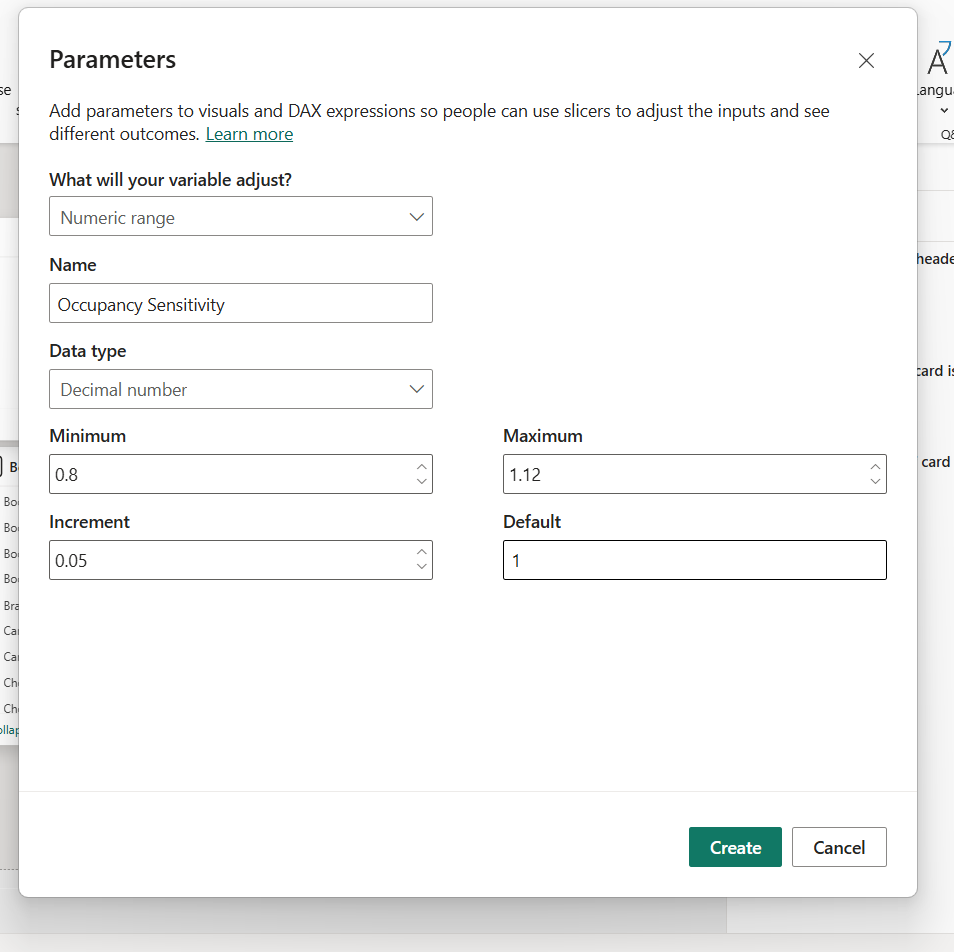 Parameters
Add parameters to visuals and DAX expressions so people can use slicers to adjust the inputs and see
different outcomes. Learn more
What will your variable adjust?
Numeric range
Name
Occupancy Sensitivity
Data type
Decimal number
Minimum
Maximum
0.8
1.12
Increment
Default
0.05
1
Create
Cancel
card